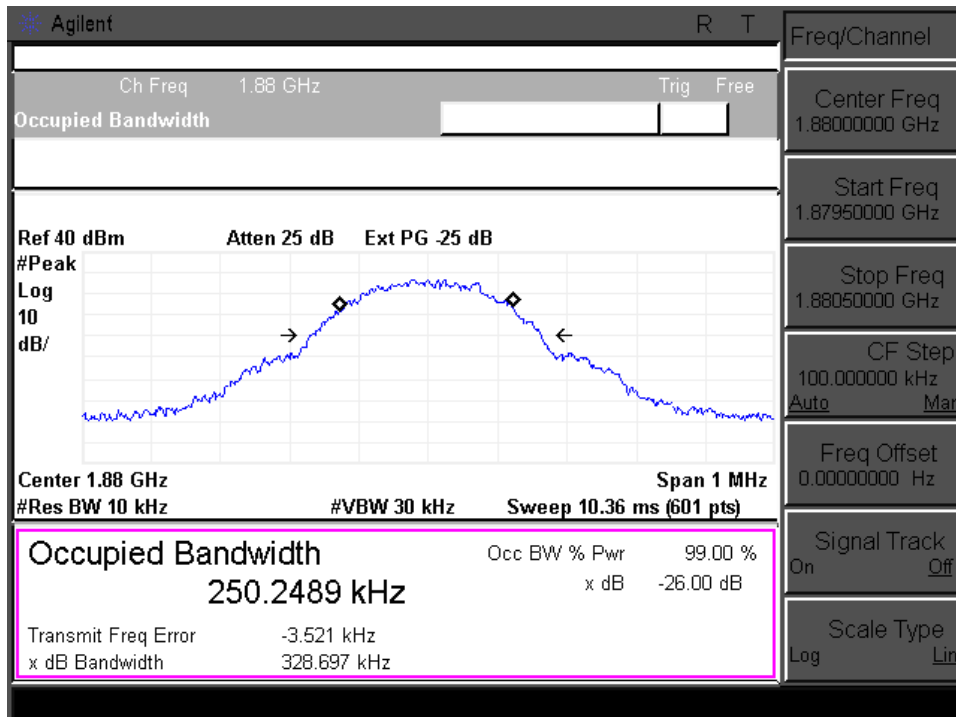 Agilent R T
Ch Freq 1.88 GHz Trig Free
Occupied Bandwidth
Ref 40 dBm Atten 25 dB Ext PG -25 dB
#Peak
Log
10
dB/
Center 1.88 GHz Span 1 MHz
#Res BW 10 kHz #VBW 30 kHz Sweep 10.36 ms (601 pts)
Occupied Bandwidth
250.2489 kHz
Occ BW % Pwr 99.00 %
x dB -26.00 dB
Transmit Freq Error -3.521 kHz
x dB Bandwidth 328.697 kHz
Freq/Channel
Center Freq
1.88000000 GHz
Start Freq
1.87950000 GHz
Stop Freq
1.88050000 GHz
CF Step
100.000000 kHz
Auto Man
Freq Offset
0.00000000 Hz
Signal Track
On Off
Scale Type
Log Lin